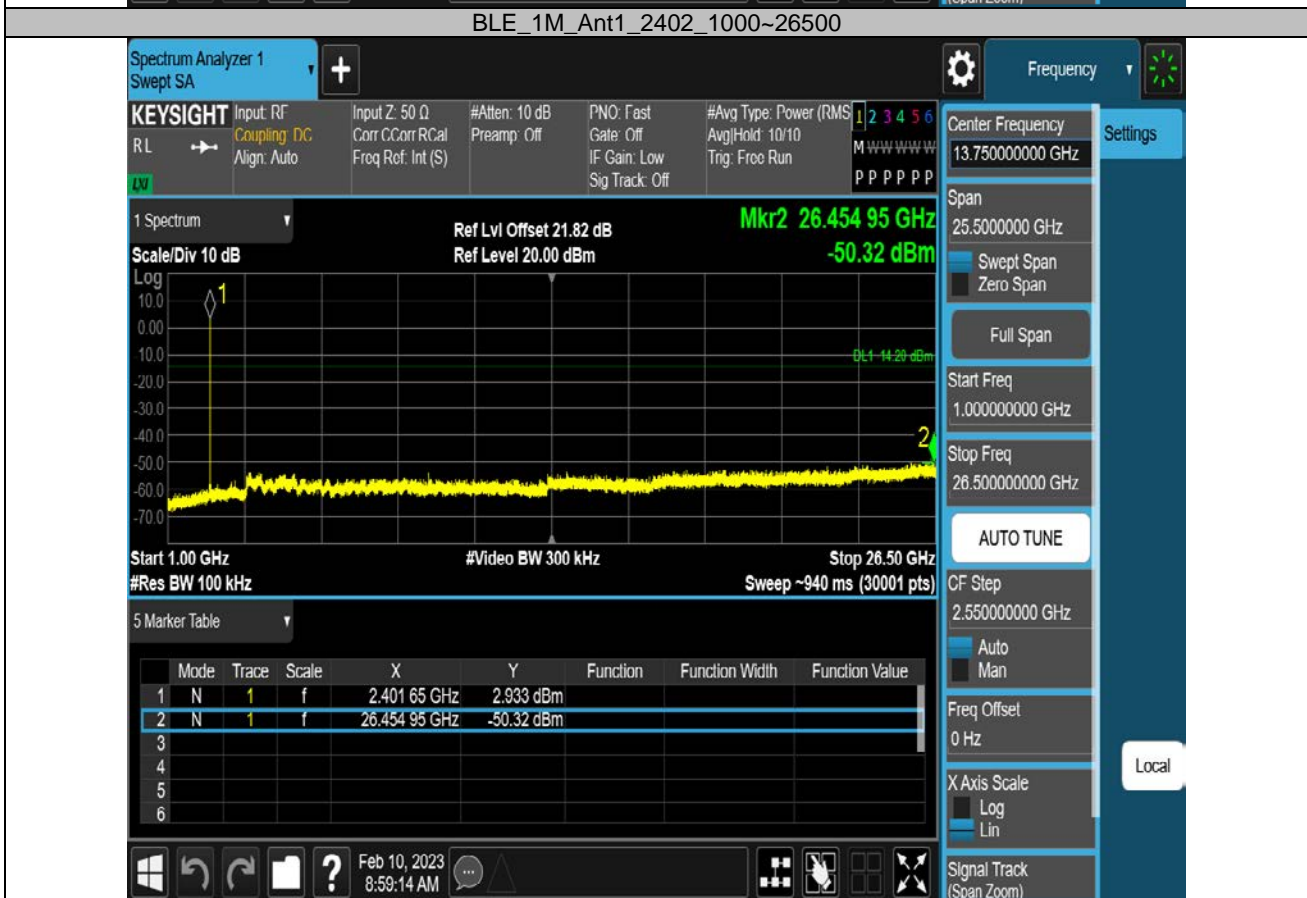 (Span Zoom)
BLE_1M_Ant1_2402_1000~26500
Spectrum Analyzer 1
Swept SA
Frequency
KEYSIGHT
RL
LXI
Input: RF
Coupling: DC
Align: Auto
Input Z: 50 Ω
Corr CCorr RCal
Freq Ref: Int (S)
#Atten: 10 dB
Preamp: Off
PNO: Fast
Gate: Off
IF Gain: Low
Sig Track: Off
#Avg Type: Power (RMS
Avg|Hold: 10/10
Trig: Free Run
1 2 3 4 5 6
M W W W W W
P P P P P P
1 Spectrum
Scale/Div 10 dB
Ref Lvl Offset 21.82 dB
Ref Level 20.00 dBm
Mkr2 26.454 95 GHz
-50.32 dBm
Log
10.0
0.00
10.0
-20.0
-30.0
-40.0
-50.0
-60.0
-70.0
1
2
DL1 -14.20 dBm
Start 1.00 GHz
#Video BW 300 kHz
Stop 26.50 GHz
#Res BW 100 kHz
Sweep ~940 ms (30001 pts)
5 Marker Table
Mode Trace Scale X Y Function Function Width Function Value
1 N 1 f 2.401 65 GHz 2.933 dBm
2 N 1 f 26.454 95 GHz -50.32 dBm
3
4
5
6
Feb 10, 2023
8:59:14 AM
Center Frequency
13.750000000 GHz
Settings
Span
25.5000000 GHz
Swept Span
Zero Span
Full Span
Start Freq
1.000000000 GHz
Stop Freq
26.500000000 GHz
AUTO TUNE
CF Step
2.550000000 GHz
Auto
Man
Freq Offset
0 Hz
Local
X Axis Scale
Log
Lin
Signal Track
(Span Zoom)